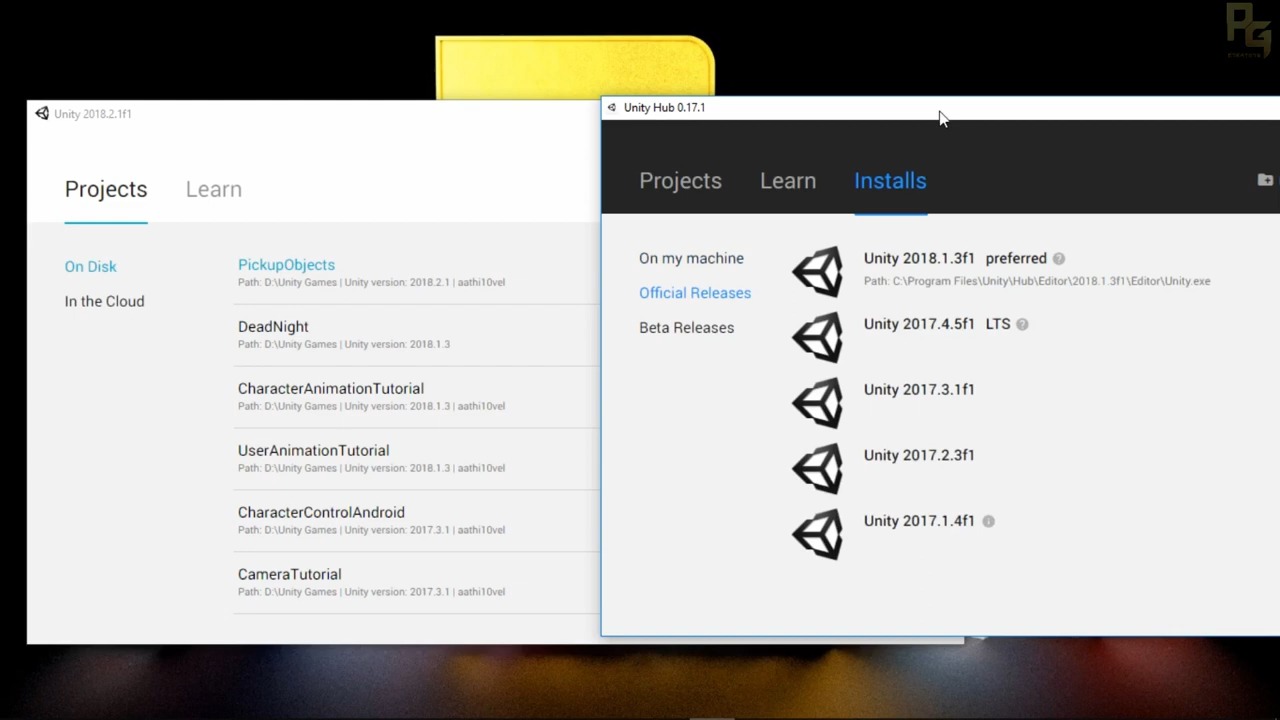 PG
Unity 2018.2.1f1
Projects
Learn
On Disk
In the Cloud
PickupObjects
Path: D:\Unity Games | Unity version: 2018.2.1 | aathi10vel
DeadNight
Path: D:\Unity Games | Unity version: 2018.1.3
CharacterAnimationTutorial
Path: D:\Unity Games | Unity version: 2018.1.3 | aathi10vel
UserAnimationTutorial
Path: D:\Unity Games | Unity version: 2018.1.3 | aathi10vel
CharacterControlAndroid
Path: D:\Unity Games | Unity version: 2017.3.1 | aathi10vel
CameraTutorial
Path: D:\Unity Games | Unity version: 2017.3.1 | aathi10vel
Unity Hub 0.17.1
Projects
Learn
Installs
On my machine
Official Releases
Beta Releases
Unity 2018.1.3f1 preferred ?
Path: C:\Program Files\Unity\Hub\Editor\2018.1.3f1\Editor\Unity.exe
Unity 2017.4.5f1 LTS ?
Unity 2017.3.1f1
Unity 2017.2.3f1
Unity 2017.1.4f1